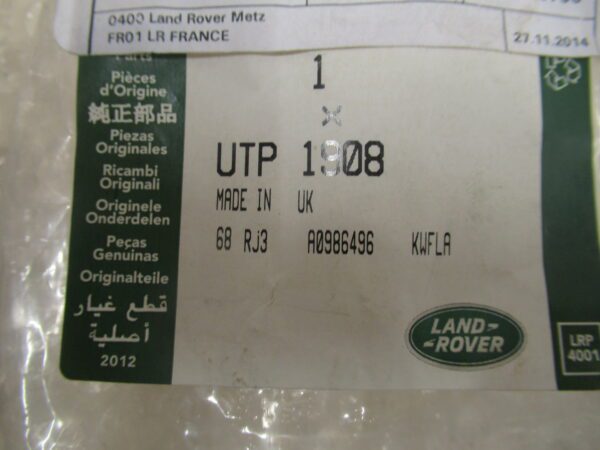 0400 Land Rover Metz
FR01 LR FRANCE
27.11.2014
Parts
Pièces
d'Origine
純正部品
Piezas
Originales
Ricambi
Originali
Originele
Onderdelen
Peças
Genuinas
Originalteile
قطع غيار
أصلية
2012
1
X
UTP 1908
MADE IN UK
68 RJ3 A0986496 KWFLA
LAND-
-ROVER
LRP
4001